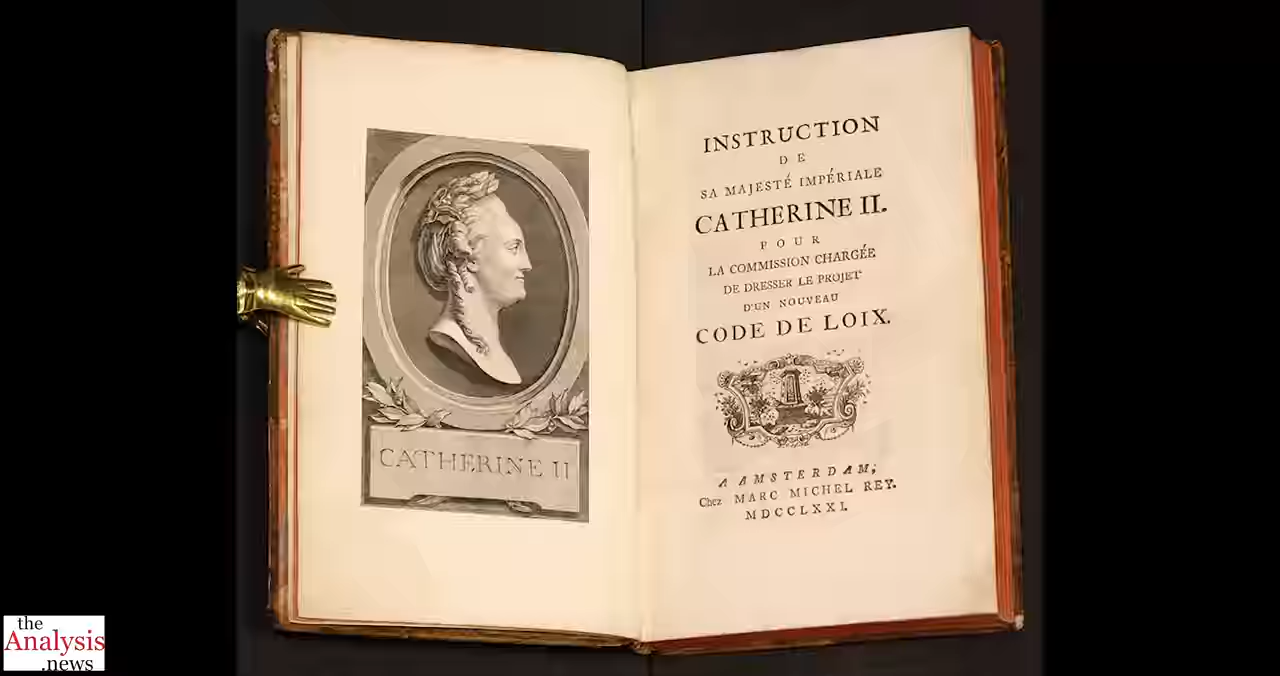 CATHERINE II
INSTRUCTION
DE
SA MAJESTÉ IMPÉRIALE
CATHERINE II.
POUR
LA COMMISSION CHARGÉE
DE DRESSER LE PROJET
D'UN NOUVEAU
CODE DE LOIX.
A AMSTERDAM,
Chez MARC MICHEL REY.
MDCCLXXI.
the
Analysis
.news